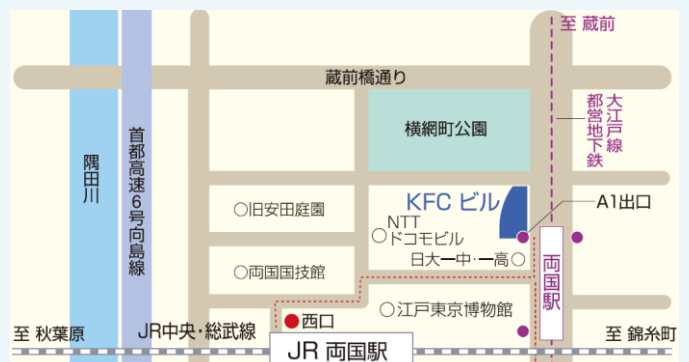 至 蔵前
蔵前橋通り
大江戸線
都営地下鉄
横網町公園
隅田川
首都高速6号向島線
KFC ビル
A1出口
○旧安田庭園
○NTT
ドコモビル
日大一中・一高○
両国駅
○両国国技館
○江戸東京博物館
西口
至 秋葉原
JR中央・総武線
至 錦糸町
JR 両国駅